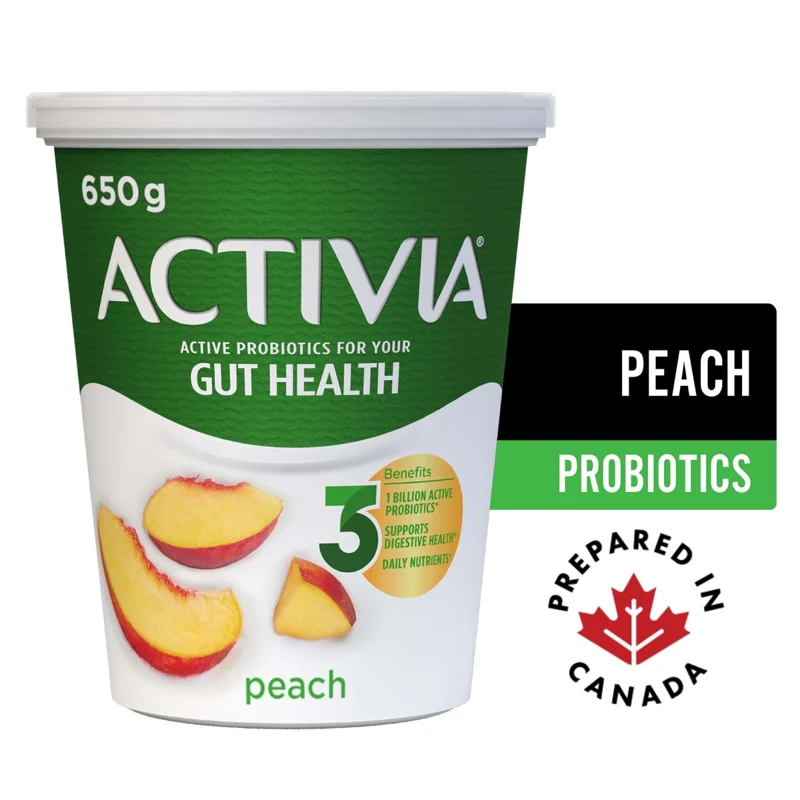 650 g
ACTIVIA®
ACTIVE PROBIOTICS FOR YOUR
GUT HEALTH
3
Benefits
1 BILLION ACTIVE
PROBIOTICS*
SUPPORTS
DIGESTIVE HEALTH*
DAILY NUTRIENTS†
peach
PEACH
PROBIOTICS
PREPARED IN
CANADA